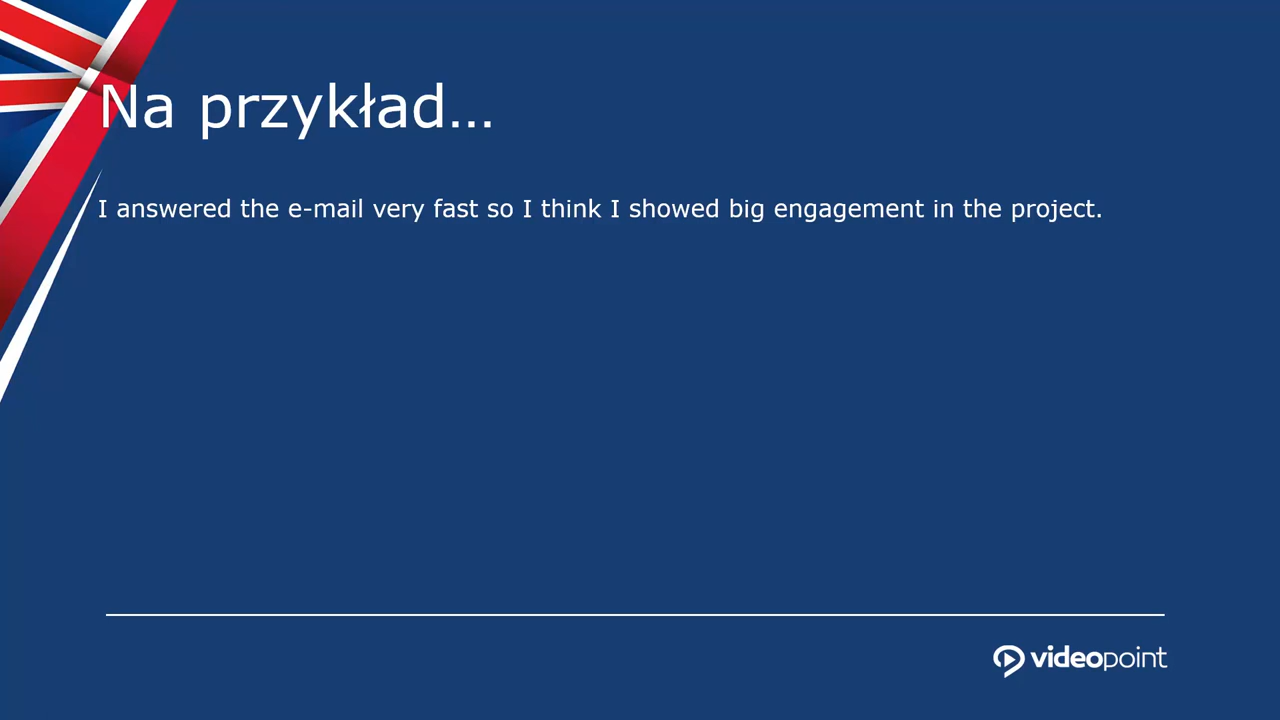 Na przykład...
I answered the e-mail very fast so I think I showed big engagement in the project.
videopoint